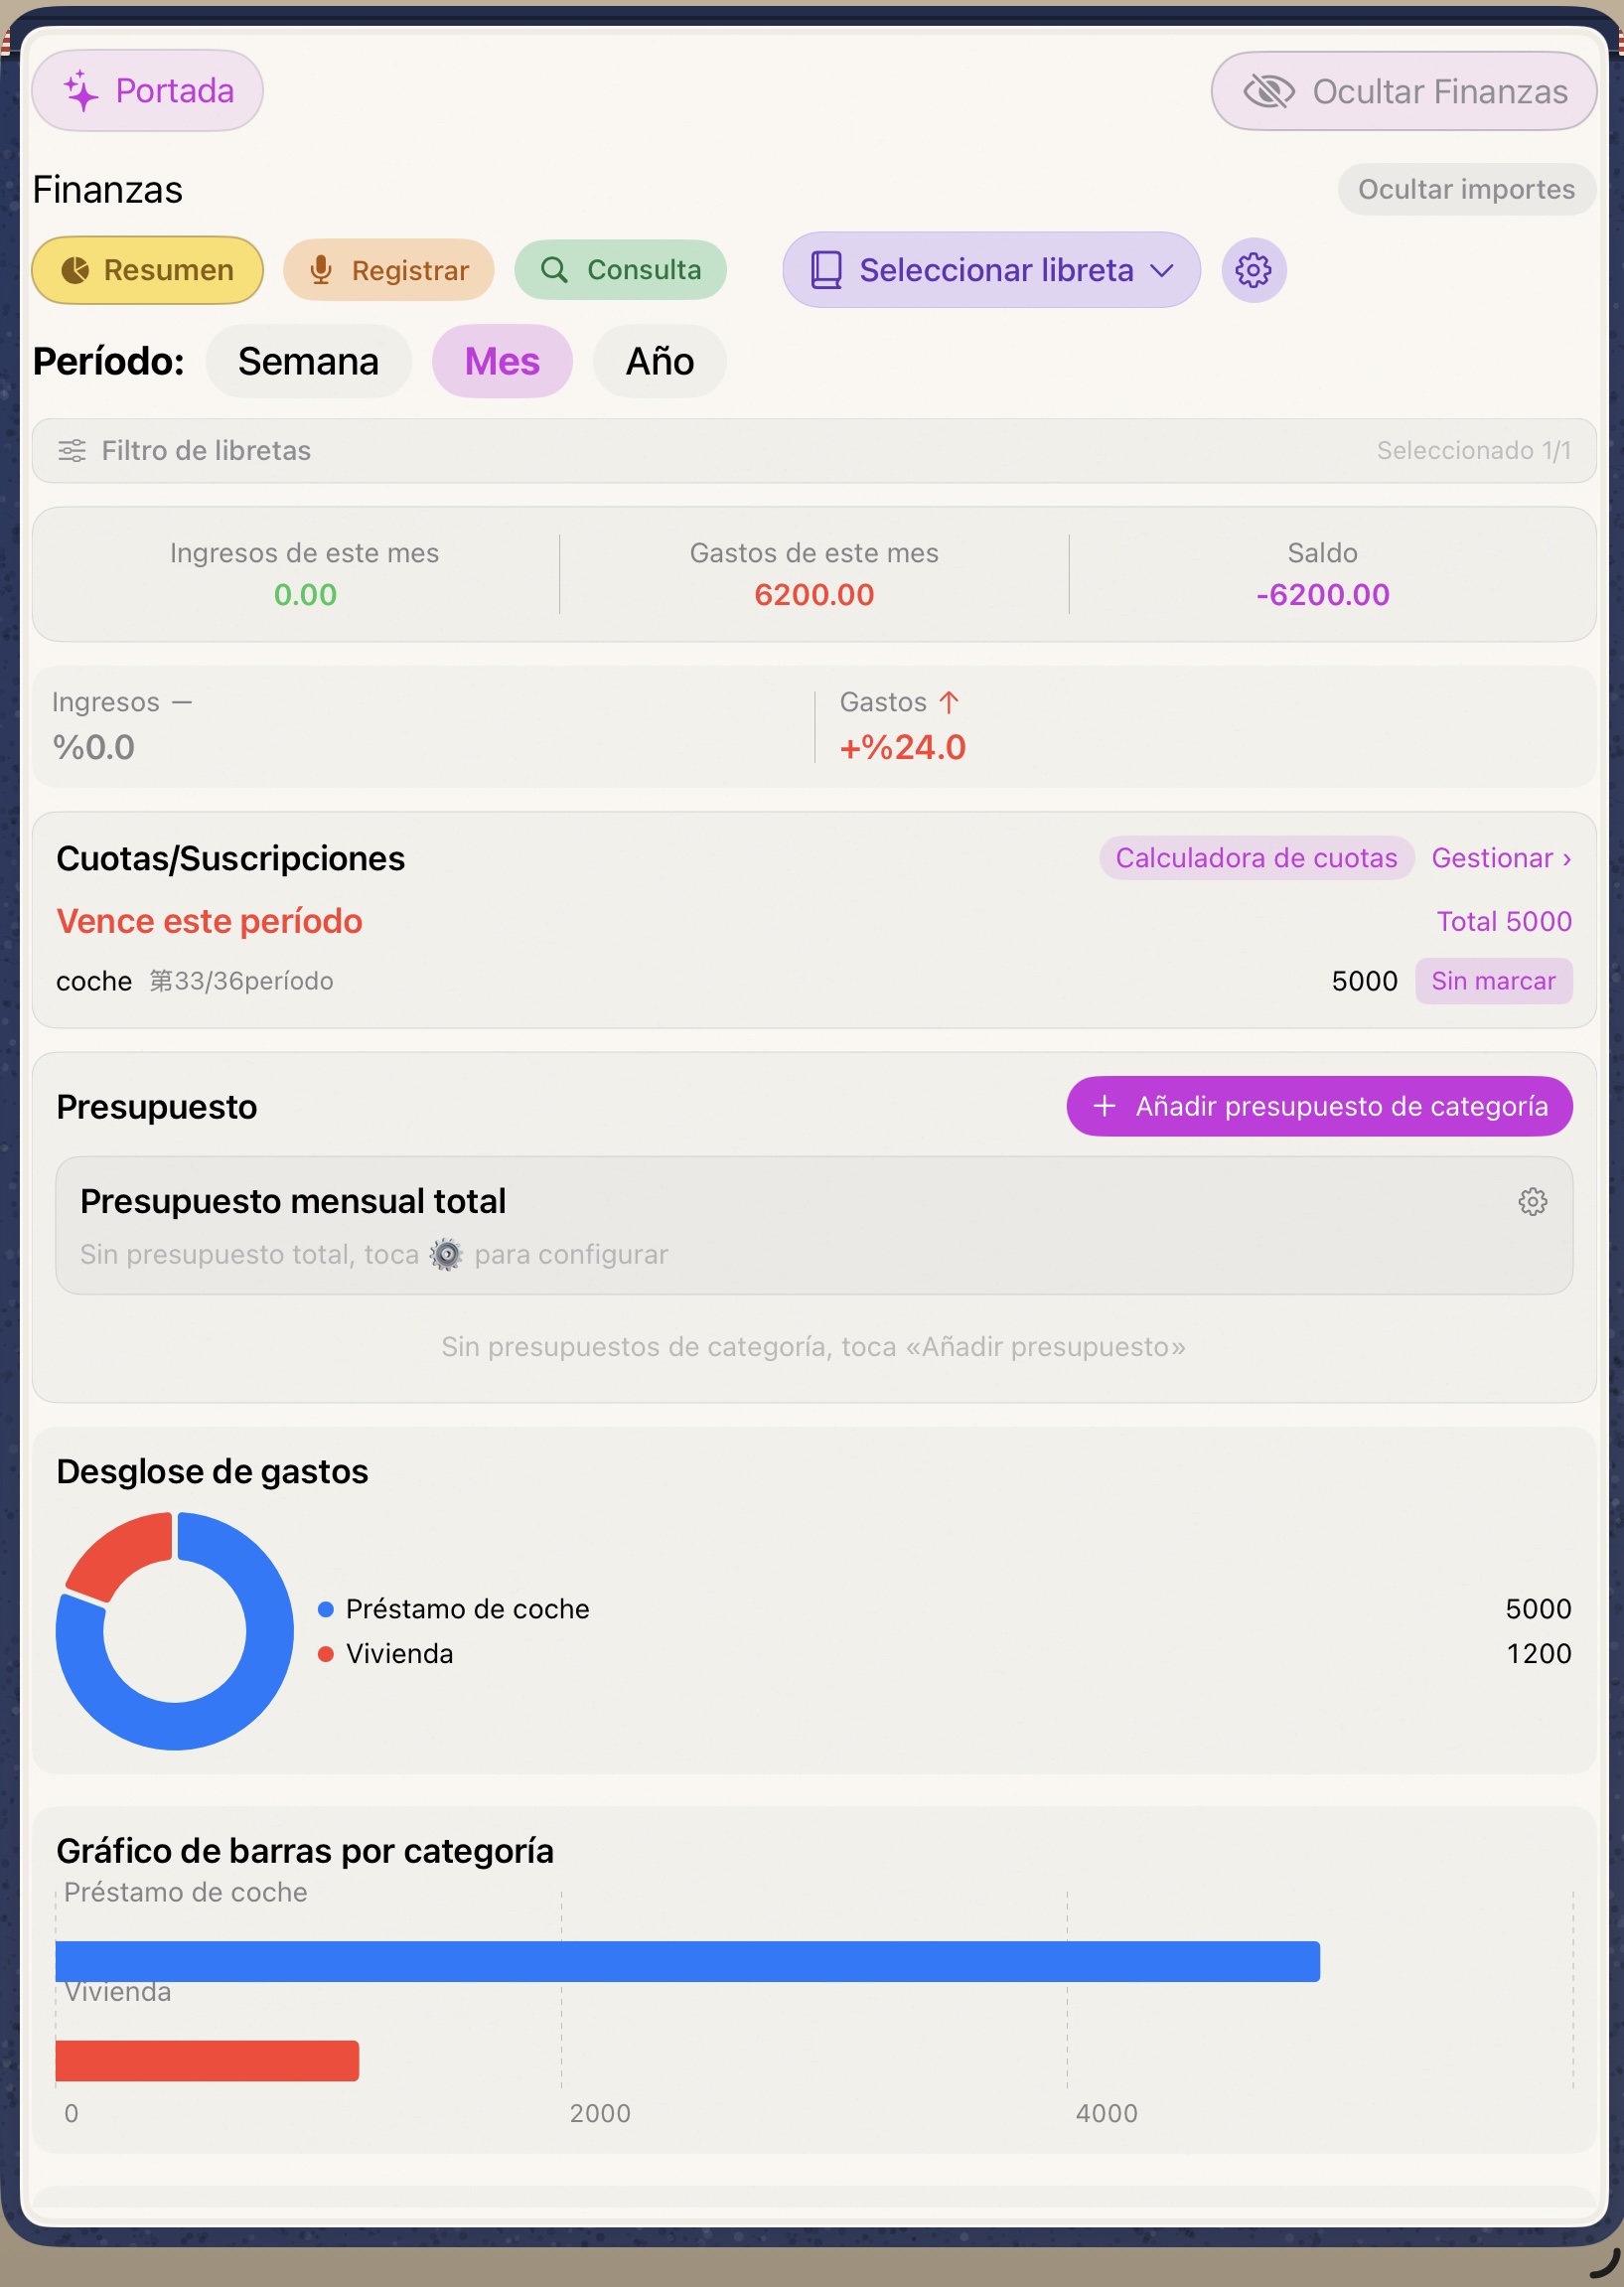 Portada
Ocultar Finanzas
Finanzas
Ocultar importes
Resumen
Registrar
Consulta
Seleccionar libreta
Período:
Semana
Mes
Año
Filtro de libretas
Seleccionado 1/1
Ingresos de este mes
0.00
Gastos de este mes
6200.00
Saldo
-6200.00
Ingresos —
%0.0
Gastos ↑
+%24.0
Cuotas/Suscripciones
Calculadora de cuotas
Gestionar ›
Vence este período
Total 5000
coche 第33/36período
5000
Sin marcar
Presupuesto
+ Añadir presupuesto de categoría
Presupuesto mensual total
Sin presupuesto total, toca ⚙️ para configurar
Sin presupuestos de categoría, toca «Añadir presupuesto»
Desglose de gastos
Préstamo de coche 5000
Vivienda 1200
Gráfico de barras por categoría
Préstamo de coche
Vivienda
0 2000 4000